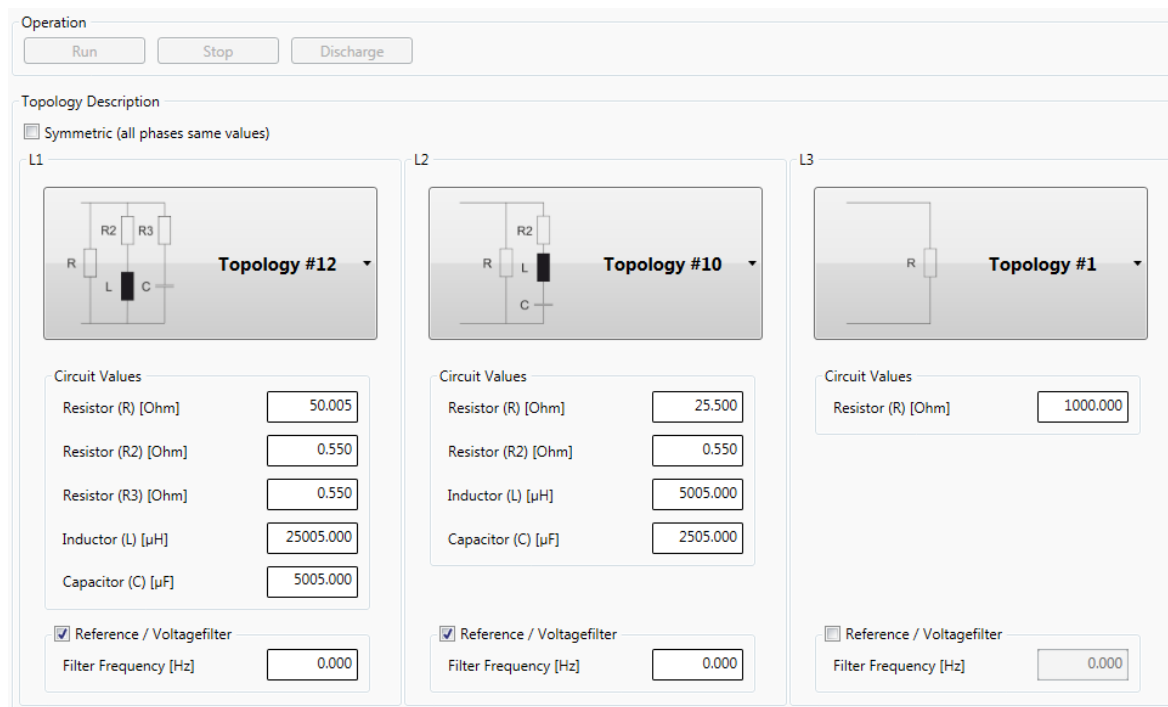 Operation
Run Stop Discharge
Topology Description
Symmetric (all phases same values)
L1
R2 R3
R
L C
Topology #12
Circuit Values
Resistor (R) [Ohm] 50.005
Resistor (R2) [Ohm] 0.550
Resistor (R3) [Ohm] 0.550
Inductor (L) [µH] 25005.000
Capacitor (C) [µF] 5005.000
Reference / Voltagefilter
Filter Frequency [Hz] 0.000
L2
R2
R L
C
Topology #10
Circuit Values
Resistor (R) [Ohm] 25.500
Resistor (R2) [Ohm] 0.550
Inductor (L) [µH] 5005.000
Capacitor (C) [µF] 2505.000
Reference / Voltagefilter
Filter Frequency [Hz] 0.000
L3
R
Topology #1
Circuit Values
Resistor (R) [Ohm] 1000.000
Reference / Voltagefilter
Filter Frequency [Hz] 0.000